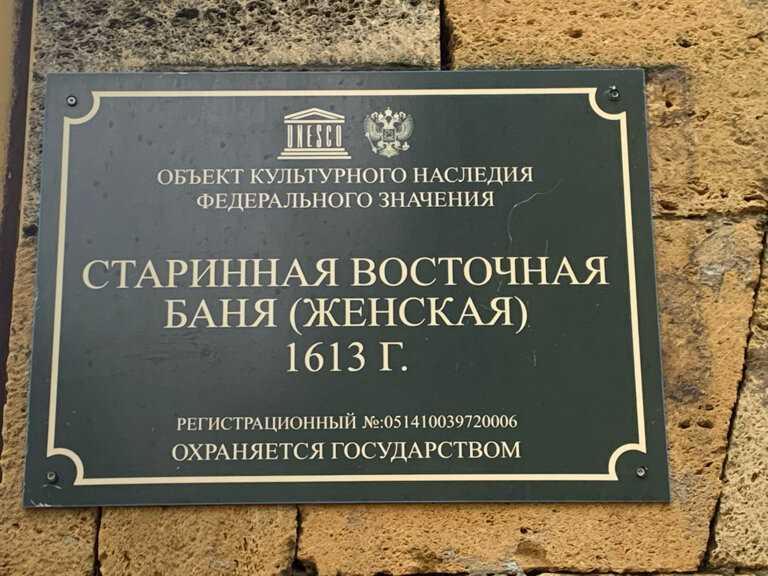 UNESCO
ОБЪЕКТ КУЛЬТУРНОГО НАСЛЕДИЯ
ФЕДЕРАЛЬНОГО ЗНАЧЕНИЯ
СТАРИННАЯ ВОСТОЧНАЯ
БАНЯ (ЖЕНСКАЯ)
1613 Г.
РЕГИСТРАЦИОННЫЙ №:051410039720006
ОХРАНЯЕТСЯ ГОСУДАРСТВОМ